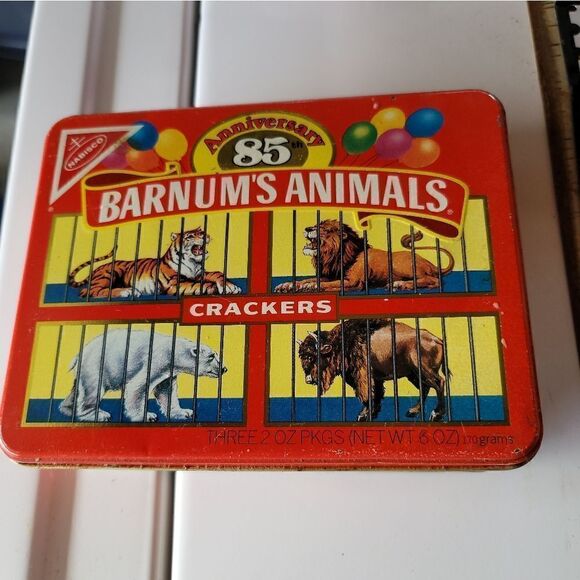 NABISCO
Anniversary
85th
BARNUM'S ANIMALS®
CRACKERS
THREE 2 OZ PKGS (NET WT 6 OZ) 170 grams